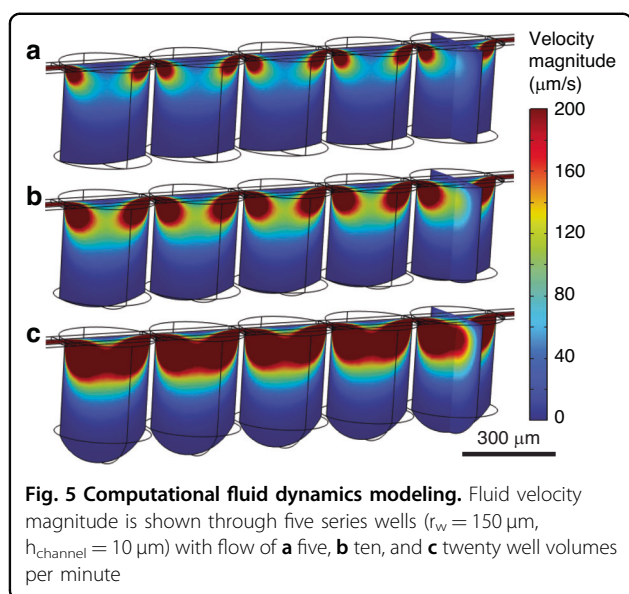 a
b
c
Velocity
magnitude
(μm/s)
200
160
120
80
40
0
300 μm
Fig. 5 Computational fluid dynamics modeling. Fluid velocity
magnitude is shown through five series wells (rw = 150 μm,
hchannel = 10 μm) with flow of a five, b ten, and c twenty well volumes
per minute